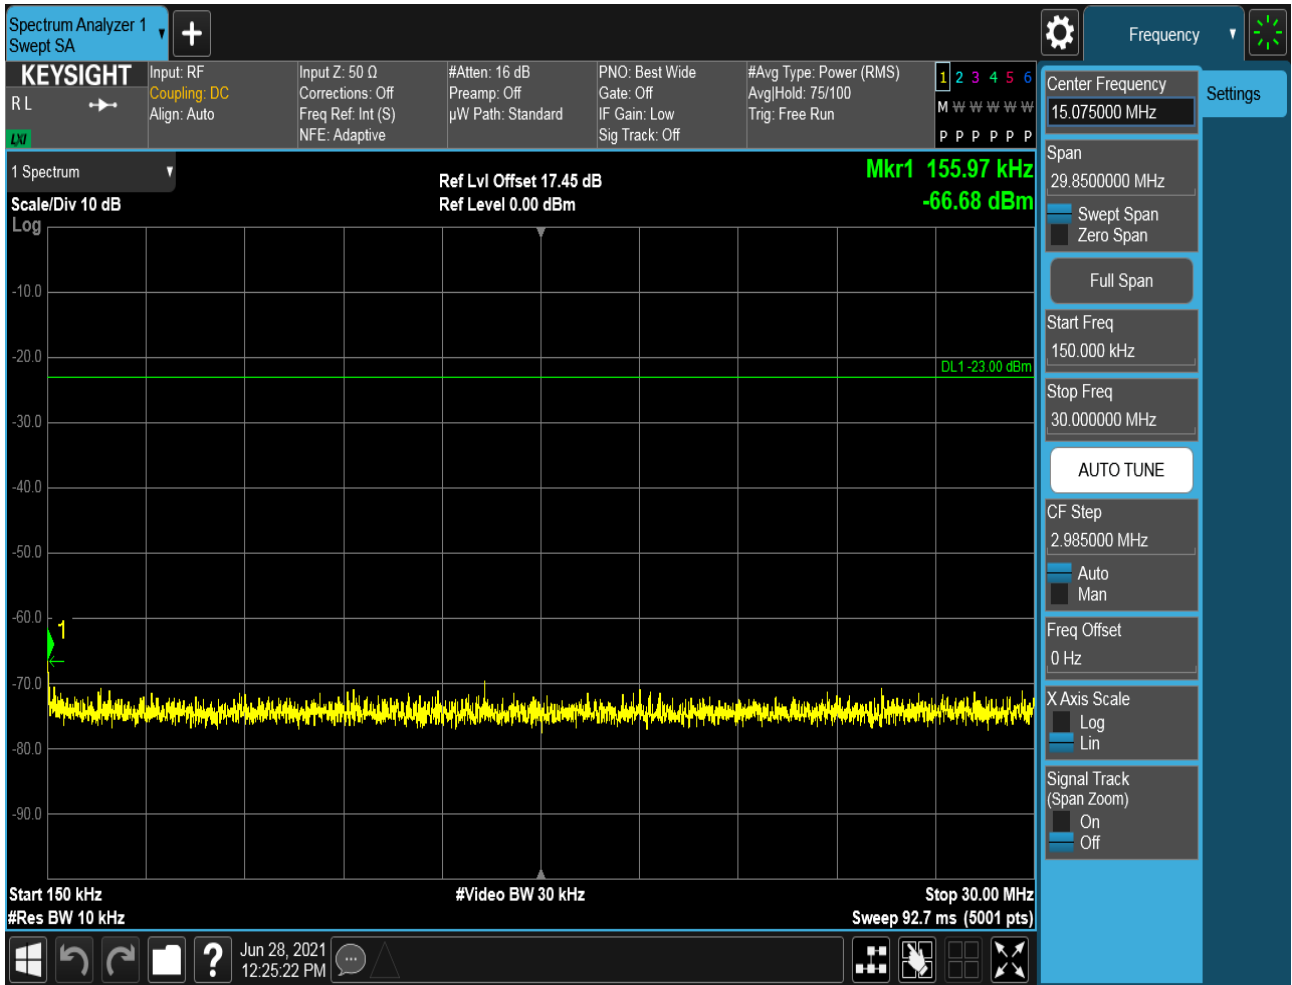 Spectrum Analyzer 1
Swept SA
Frequency
KEYSIGHT
R L
LXI
Input: RF
Coupling: DC
Align: Auto
Input Z: 50 Ω
Corrections: Off
Freq Ref: Int (S)
NFE: Adaptive
#Atten: 16 dB
Preamp: Off
µW Path: Standard
PNO: Best Wide
Gate: Off
IF Gain: Low
Sig Track: Off
#Avg Type: Power (RMS)
Avg|Hold: 75/100
Trig: Free Run
1 2 3 4 5 6
M W W W W W
P P P P P P
1 Spectrum
Scale/Div 10 dB
Log
Ref Lvl Offset 17.45 dB
Ref Level 0.00 dBm
Mkr1 155.97 kHz
-66.68 dBm
-10.0
-20.0
DL1 -23.00 dBm
-30.0
-40.0
-50.0
-60.0
1
-70.0
-80.0
-90.0
Start 150 kHz
#Video BW 30 kHz
Stop 30.00 MHz
#Res BW 10 kHz
Sweep 92.7 ms (5001 pts)
Jun 28, 2021
12:25:22 PM
Center Frequency
15.075000 MHz
Settings
Span
29.8500000 MHz
Swept Span
Zero Span
Full Span
Start Freq
150.000 kHz
Stop Freq
30.000000 MHz
AUTO TUNE
CF Step
2.985000 MHz
Auto
Man
Freq Offset
0 Hz
X Axis Scale
Log
Lin
Signal Track
(Span Zoom)
On
Off